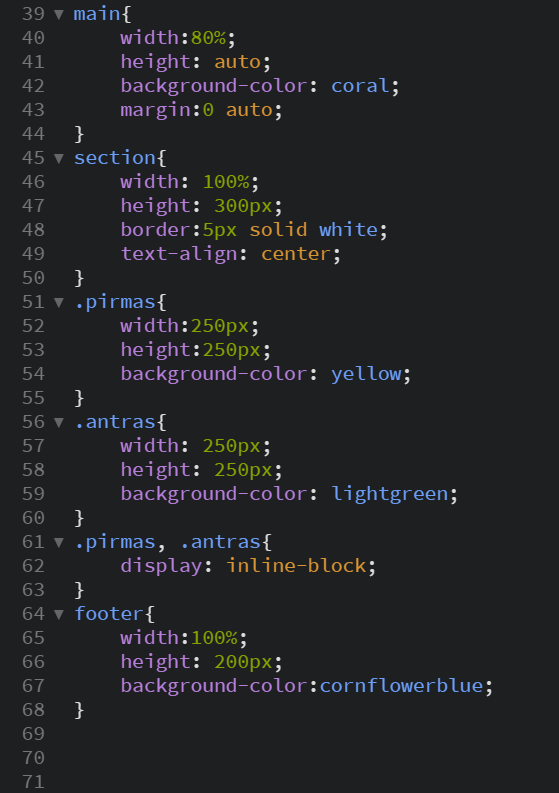 39 ▼ main{
40 width:80%;
41 height: auto;
42 background-color: coral;
43 margin:0 auto;
44 }
45 ▼ section{
46 width: 100%;
47 height: 300px;
48 border:5px solid white;
49 text-align: center;
50 }
51 ▼ .pirmas{
52 width:250px;
53 height:250px;
54 background-color: yellow;
55 }
56 ▼ .antras{
57 width: 250px;
58 height: 250px;
59 background-color: lightgreen;
60 }
61 ▼ .pirmas, .antras{
62 display: inline-block;
63 }
64 ▼ footer{
65 width:100%;
66 height: 200px;
67 background-color:cornflowerblue;
68 }
69
70
71